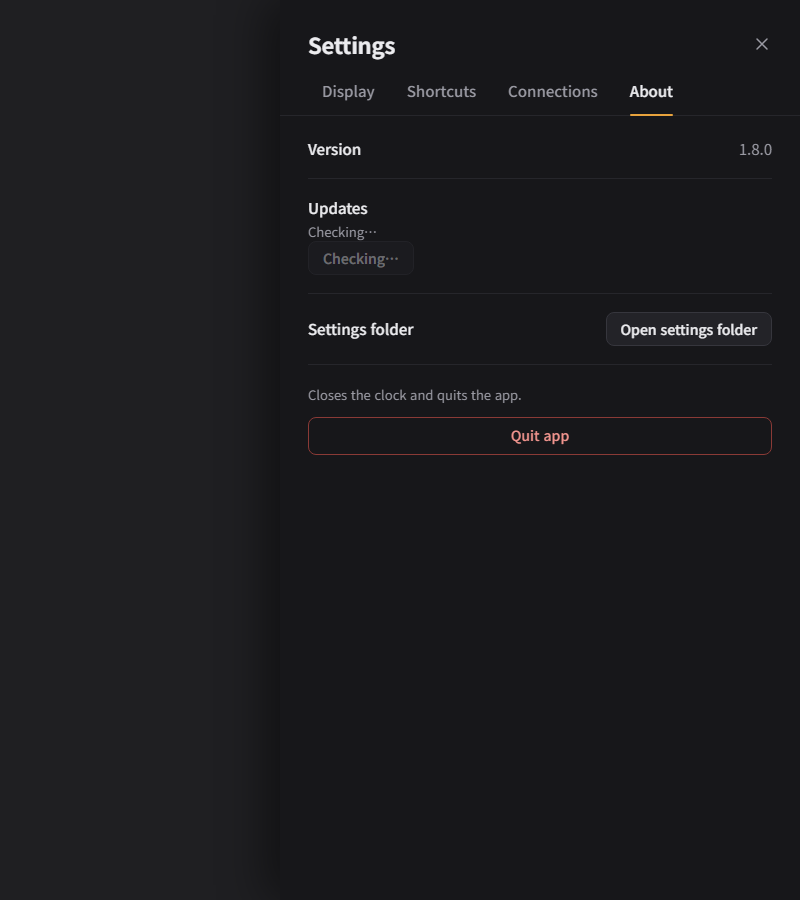 Settings
Display Shortcuts Connections About
Version 1.8.0
Updates
Checking⋯
Checking⋯
Settings folder Open settings folder
Closes the clock and quits the app.
Quit app